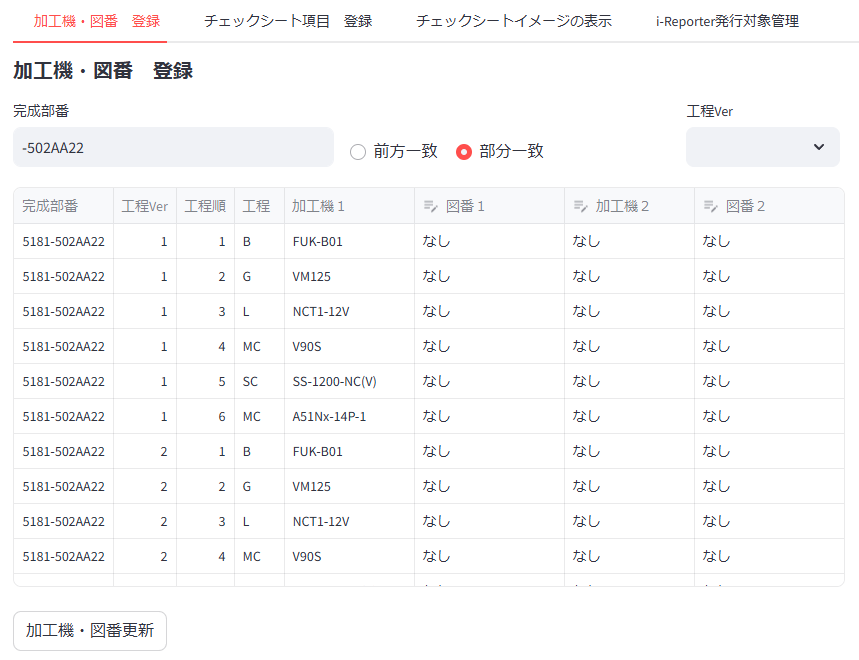 加工機・図番　登録　チェックシート項目　登録　チェックシートイメージの表示　i-Reporter発行対象管理
加工機・図番　登録
完成部番　工程Ver
-502AA22　前方一致　部分一致
完成部番　工程Ver　工程順　工程　加工機１　図番１　加工機２　図番２
5181-502AA22　1　1　B　FUK-B01　なし　なし　なし
5181-502AA22　1　2　G　VM125　なし　なし　なし
5181-502AA22　1　3　L　NCT1-12V　なし　なし　なし
5181-502AA22　1　4　MC　V90S　なし　なし　なし
5181-502AA22　1　5　SC　SS-1200-NC(V)　なし　なし　なし
5181-502AA22　1　6　MC　A51Nx-14P-1　なし　なし　なし
5181-502AA22　2　1　B　FUK-B01　なし　なし　なし
5181-502AA22　2　2　G　VM125　なし　なし　なし
5181-502AA22　2　3　L　NCT1-12V　なし　なし　なし
5181-502AA22　2　4　MC　V90S　なし　なし　なし
加工機・図番更新